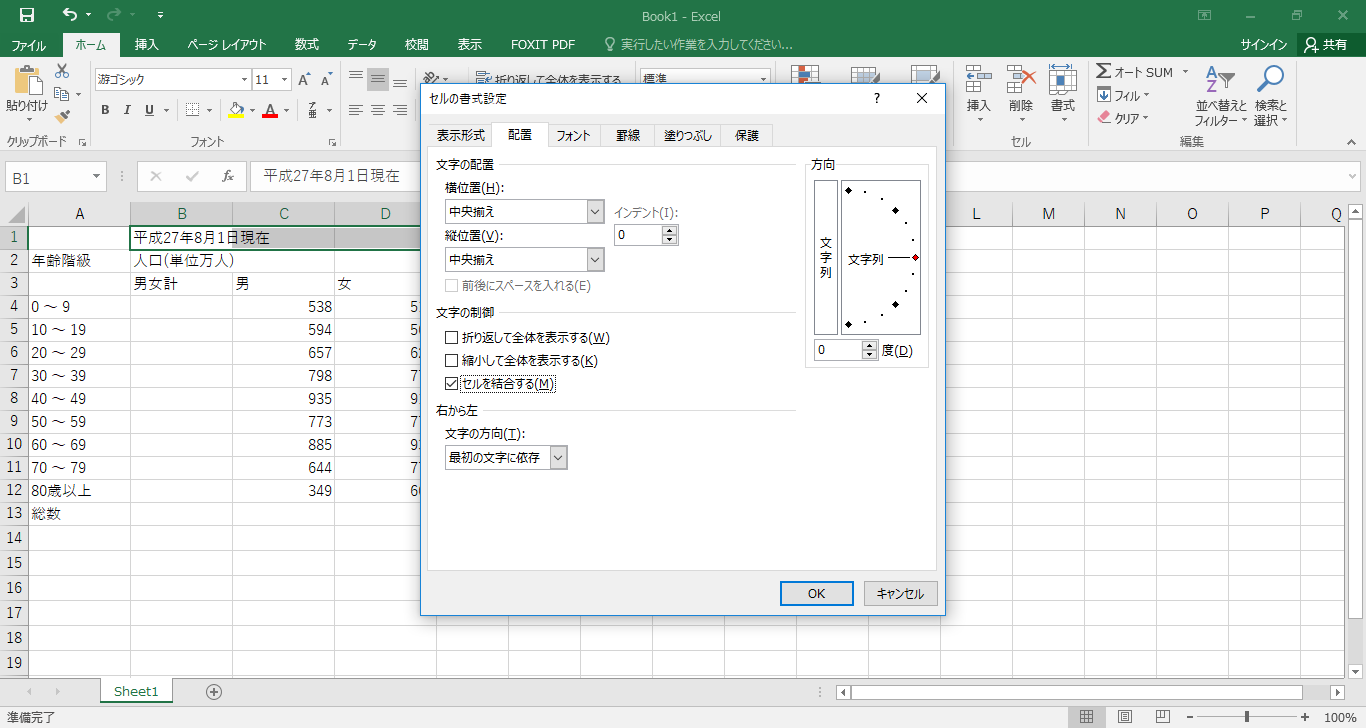 Book1 - Excel
ファイル ホーム 挿入 ページ レイアウト 数式 データ 校閲 表示 FOXIT PDF 実行したい作業を入力してください... サインイン 共有
游ゴシック 11 折り返して全体を表示する 標準
貼り付け B I U 挿入 削除 書式 Σ オート SUM フィル クリア 並べ替えと フィルター 検索と 選択
クリップボード フォント セル 編集
B1 fx 平成27年8月1日現在
A B C D L M N O P Q
1 平成27年8月1日現在
2 年齢階級 人口(単位万人)
3 男女計 男 女
4 0 ～ 9 538
5 10 ～ 19 594
6 20 ～ 29 657
7 30 ～ 39 798
8 40 ～ 49 935
9 50 ～ 59 773
10 60 ～ 69 885
11 70 ～ 79 644
12 80歳以上 349
13 総数
14
15
16
17
18
19
セルの書式設定 ?
表示形式 配置 フォント 罫線 塗りつぶし 保護
文字の配置
横位置(H):
中央揃え
インデント(I):
0
縦位置(V):
中央揃え
前後にスペースを入れる(E)
文字の制御
折り返して全体を表示する(W)
縮小して全体を表示する(K)
セルを結合する(M)
右から左
文字の方向(T):
最初の文字に依存
方向
文字列
文字列
0 度(D)
OK キャンセル
Sheet1
準備完了 100%